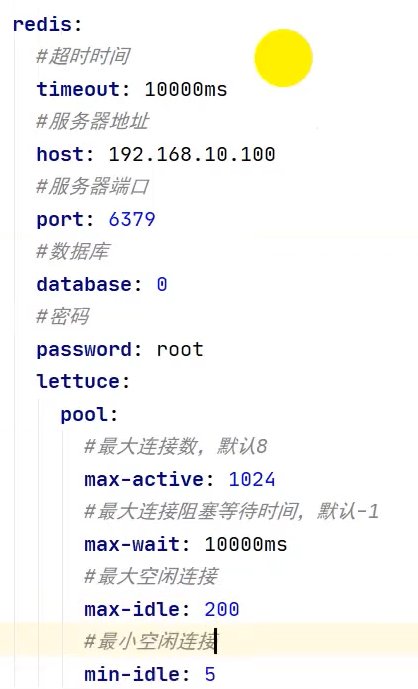 redis:
#超时时间
timeout: 10000ms
#服务器地址
host: 192.168.10.100
#服务器端口
port: 6379
#数据库
database: 0
#密码
password: root
lettuce:
pool:
#最大连接数，默认8
max-active: 1024
#最大连接阻塞等待时间，默认-1
max-wait: 10000ms
#最大空闲连接
max-idle: 200
#最小空闲连接
min-idle: 5